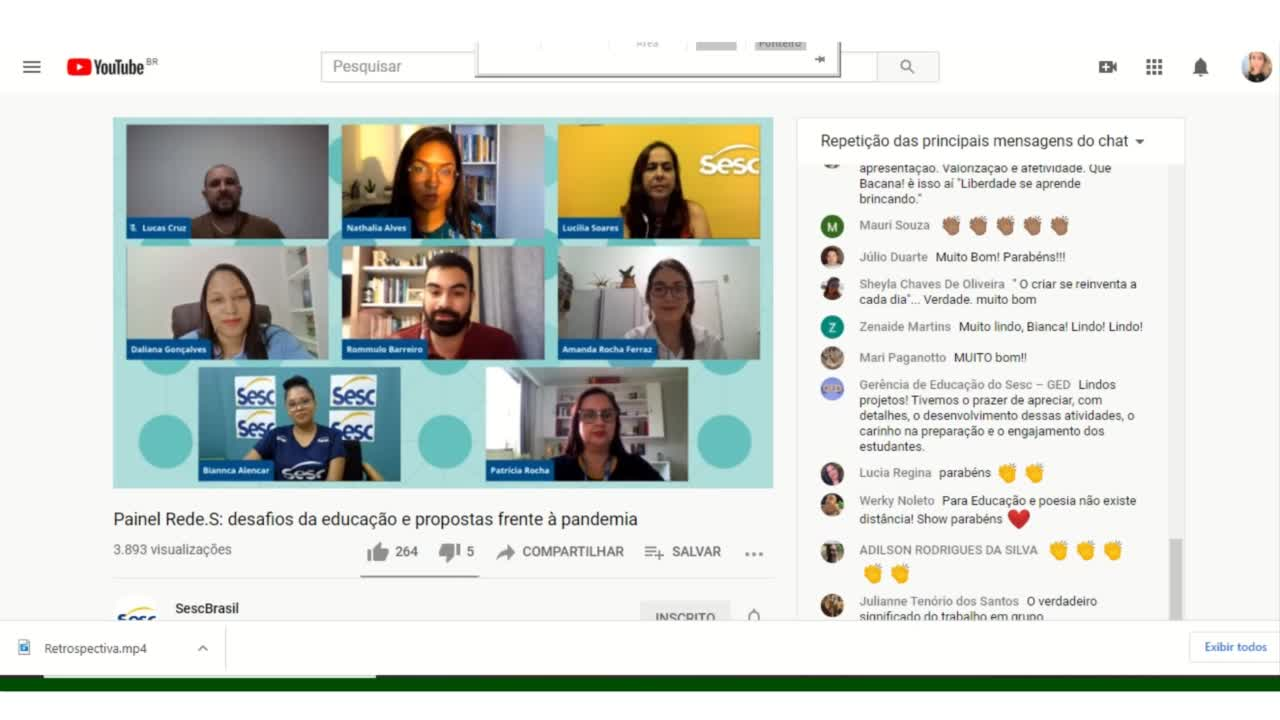 Área
Ponteiro
YouTube BR
Pesquisar
Sesc
Lucas Cruz
Nathalia Alves
Lucilia Soares
Daliana Gonçalves
Rommulo Barreiro
Amanda Rocha Ferraz
Sesc
Sesc
Sesc
Sesc
sesc
Biannca Alencar
Patrícia Rocha
Painel Rede.S: desafios da educação e propostas frente à pandemia
3.893 visualizações
264
5
COMPARTILHAR
SALVAR
SescBrasil
INSCRITO
Repetição das principais mensagens do chat
apresentação. Valorização e afetividade. Que
Bacana! è isso aí "Liberdade se aprende
brincando."
M
Mauri Souza
Júlio Duarte Muito Bom! Parabéns!!!
Sheyla Chaves De Oliveira " O criar se reinventa a
cada dia"... Verdade. muito bom
Z
Zenaide Martins Muito lindo, Bianca! Lindo! Lindo!
Mari Paganotto MUITO bom!!
GED
Gerência de Educação do Sesc – GED Lindos
projetos! Tivemos o prazer de apreciar, com
detalhes, o desenvolvimento dessas atividades, o
carinho na preparação e o engajamento dos
estudantes.
Lucia Regina parabéns
Werky Noleto Para Educação e poesia não existe
distância! Show parabéns
ADILSON RODRIGUES DA SILVA
Julianne Tenório dos Santos O verdadeiro
significado do trabalho em grupo
Retrospectiva.mp4
Exibir todos